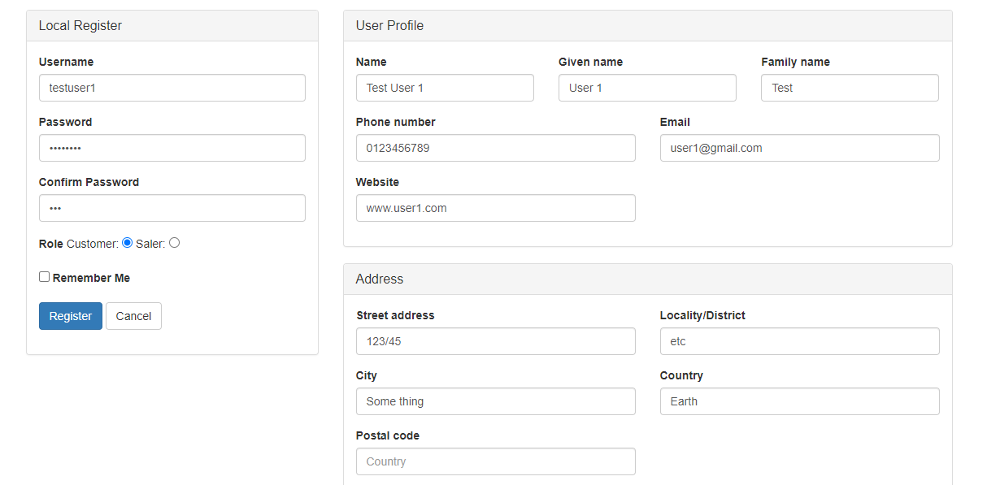 Local Register
Username
testuser1
Password
••••••••
Confirm Password
•••
Role Customer: Saler:
Remember Me
Register Cancel
User Profile
Name Given name Family name
Test User 1 User 1 Test
Phone number Email
0123456789 user1@gmail.com
Website
www.user1.com
Address
Street address Locality/District
123/45 etc
City Country
Some thing Earth
Postal code
Country